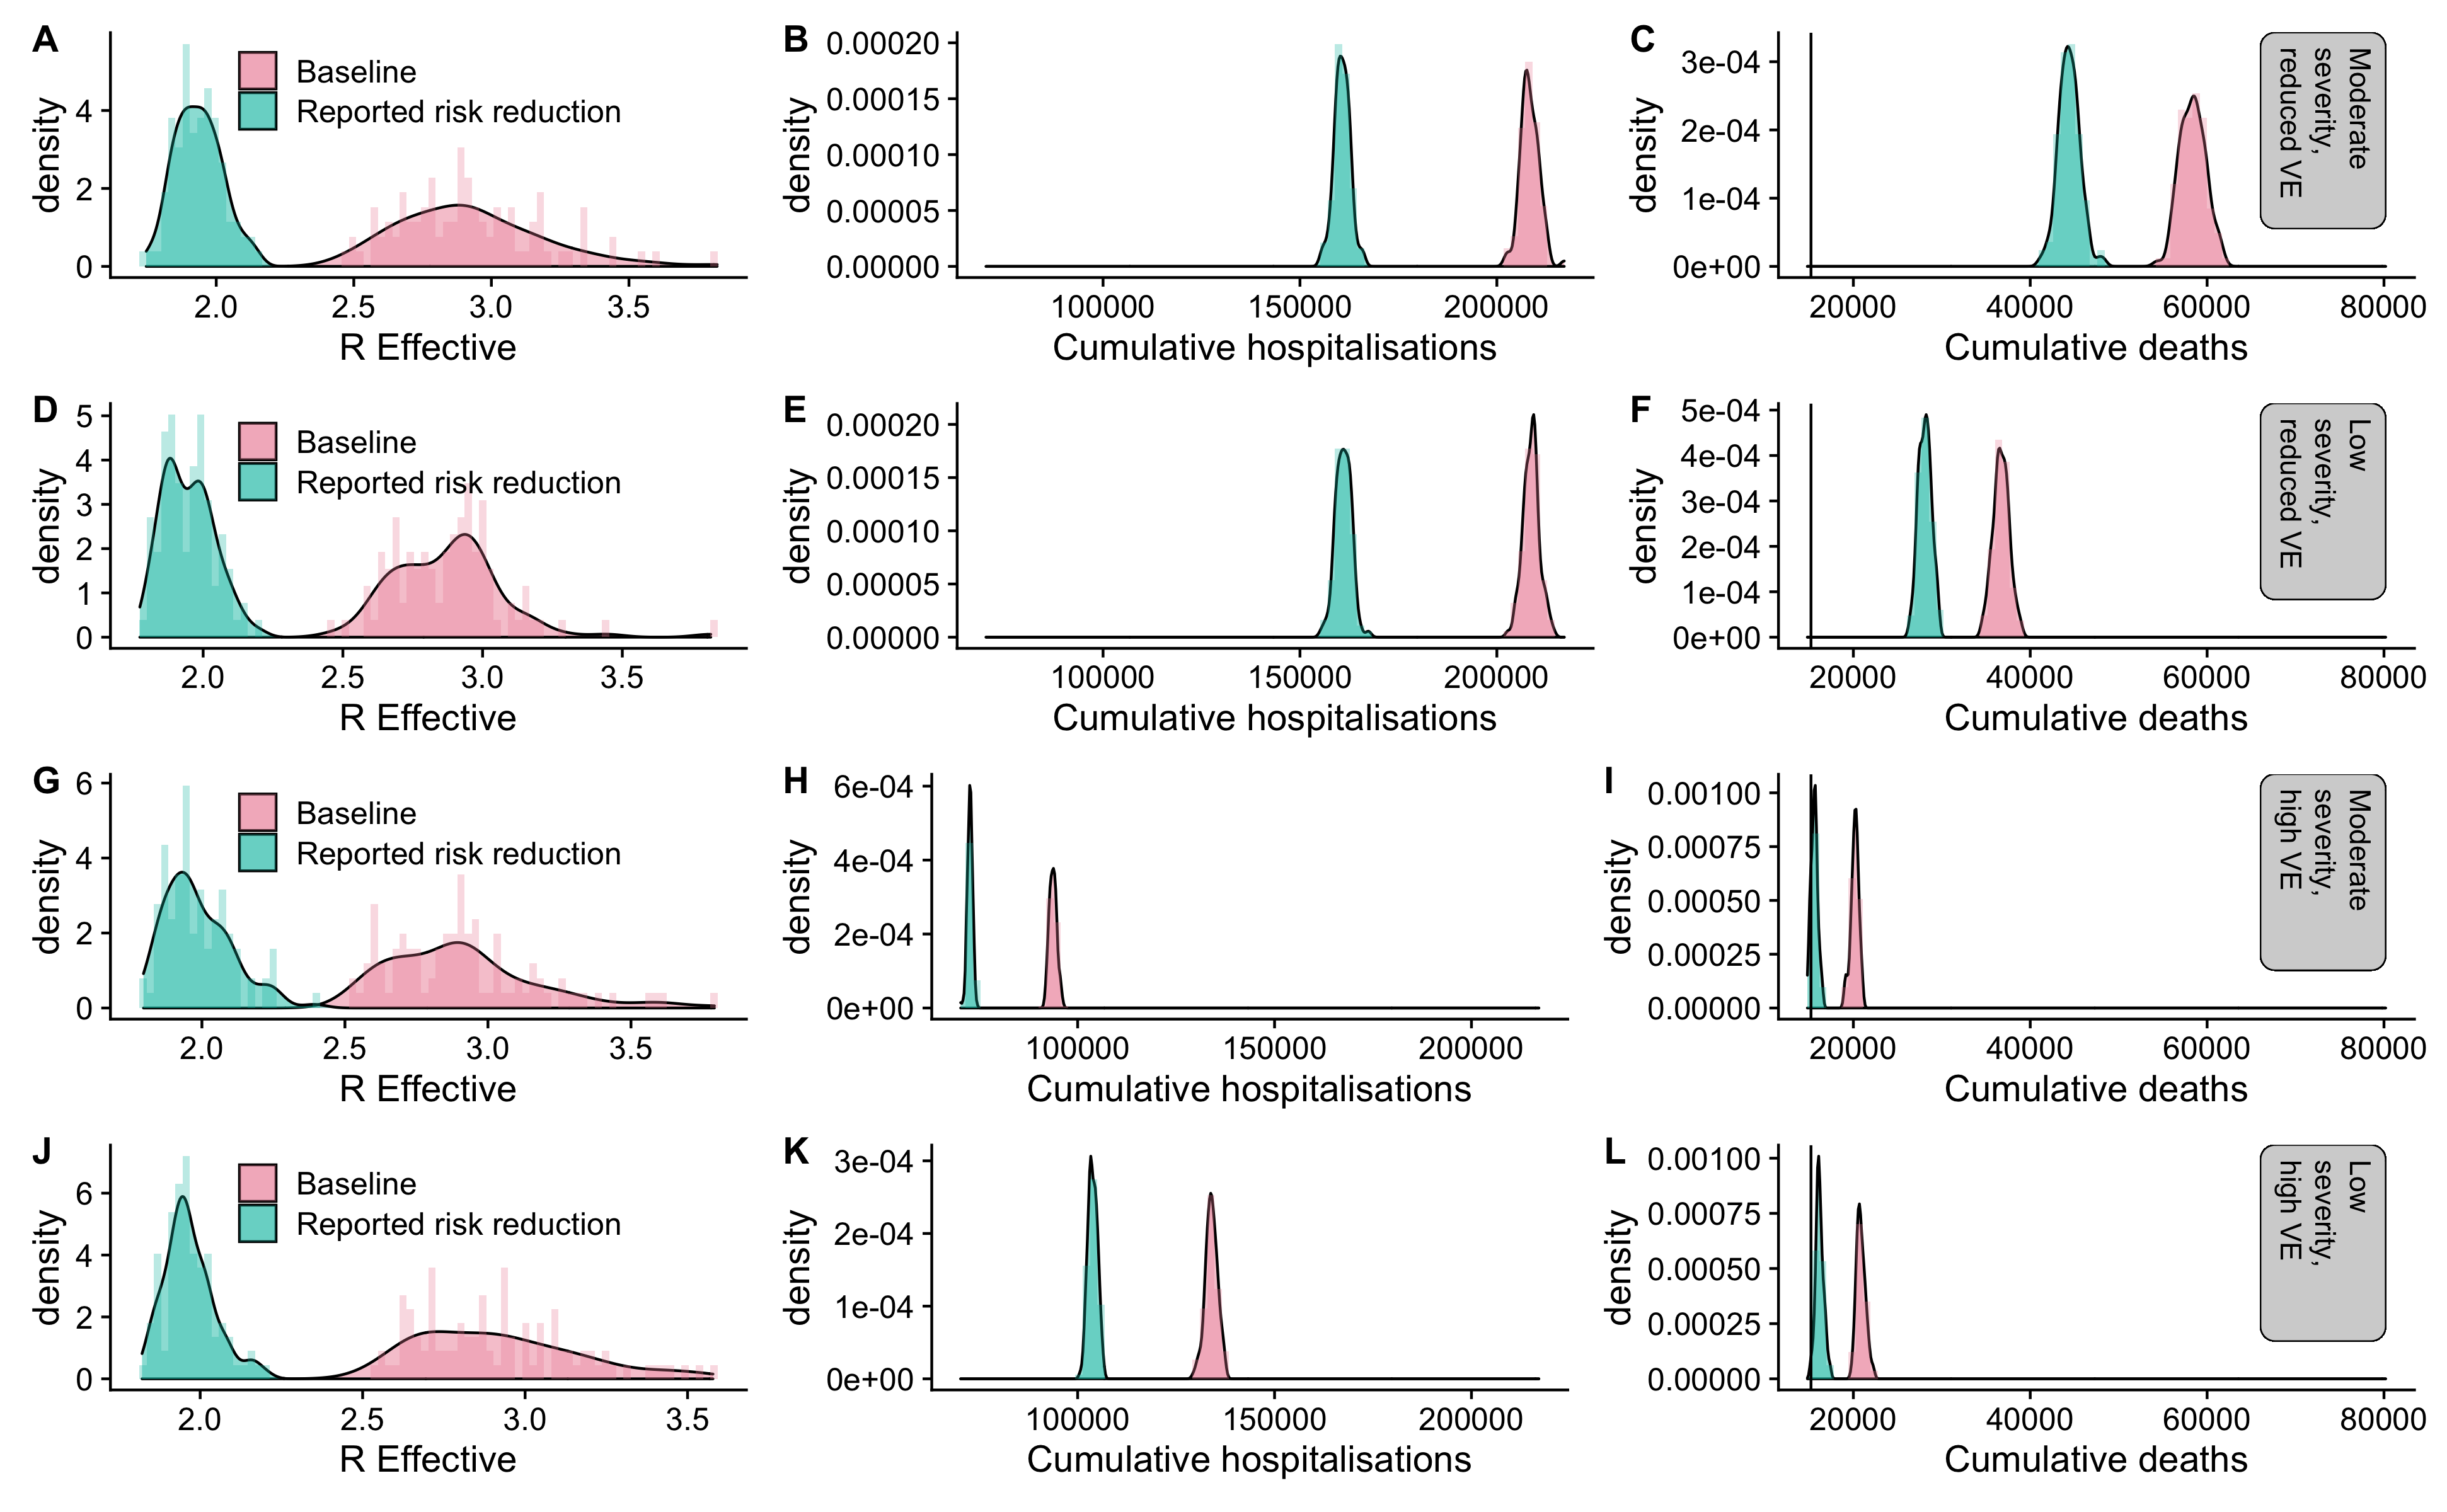 A
density
4
2
0
Baseline
Reported risk reduction
2.0 2.5 3.0 3.5
R Effective
B
density
0.00020
0.00015
0.00010
0.00005
0.00000
100000 150000 200000
Cumulative hospitalisations
C
density
3e-04
2e-04
1e-04
0e+00
20000 40000 60000 80000
Cumulative deaths
Moderate
severity,
reduced VE
D
density
5
4
3
2
1
0
Baseline
Reported risk reduction
2.0 2.5 3.0 3.5
R Effective
E
density
0.00020
0.00015
0.00010
0.00005
0.00000
100000 150000 200000
Cumulative hospitalisations
F
density
5e-04
4e-04
3e-04
2e-04
1e-04
0e+00
20000 40000 60000 80000
Cumulative deaths
Low
severity,
reduced VE
G
density
6
4
2
0
Baseline
Reported risk reduction
2.0 2.5 3.0 3.5
R Effective
H
density
6e-04
4e-04
2e-04
0e+00
100000 150000 200000
Cumulative hospitalisations
I
density
0.00100
0.00075
0.00050
0.00025
0.00000
20000 40000 60000 80000
Cumulative deaths
Moderate
severity,
high VE
J
density
6
4
2
0
Baseline
Reported risk reduction
2.0 2.5 3.0 3.5
R Effective
K
density
3e-04
2e-04
1e-04
0e+00
100000 150000 200000
Cumulative hospitalisations
L
density
0.00100
0.00075
0.00050
0.00025
0.00000
20000 40000 60000 80000
Cumulative deaths
Low
severity,
high VE